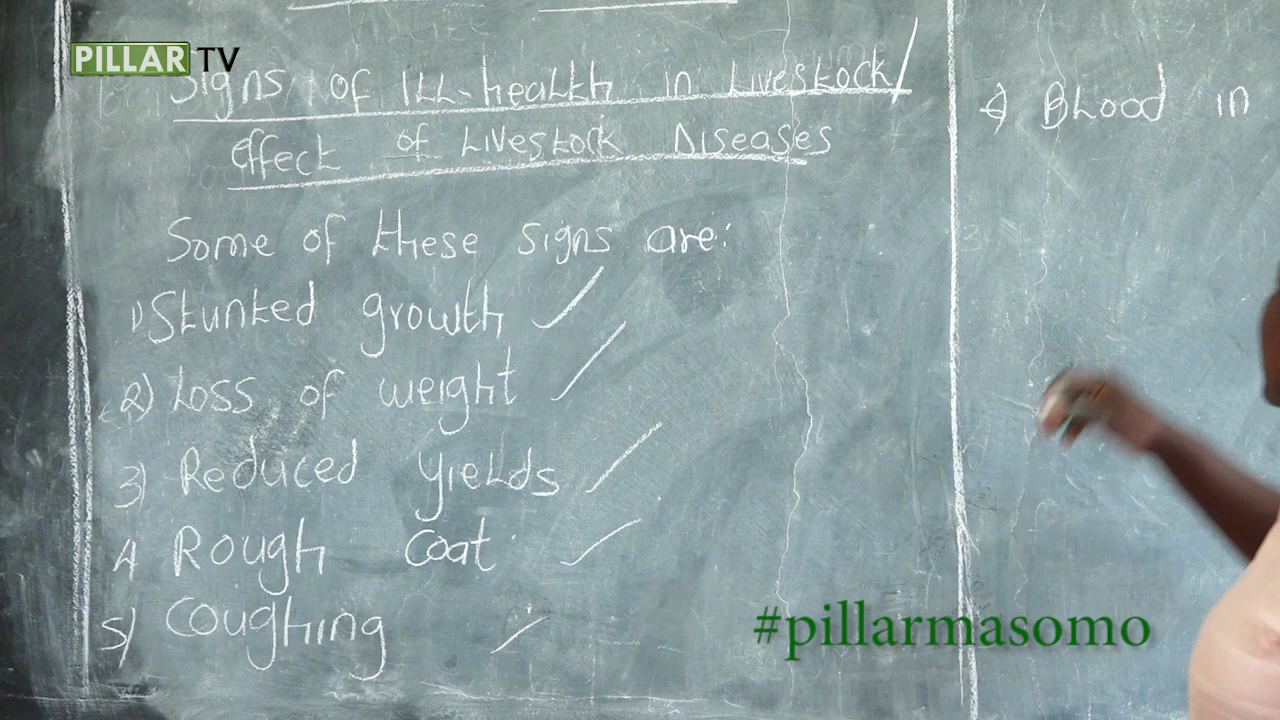 PILLAR TV
Signs of Ill-health in Livestock/
effect of Livestock Diseases
Some of these signs are:
1) Stunted growth
2) Loss of weight
3) Reduced yields
4 Rough coat
5) Coughing
Blood in
#pillarmasomo